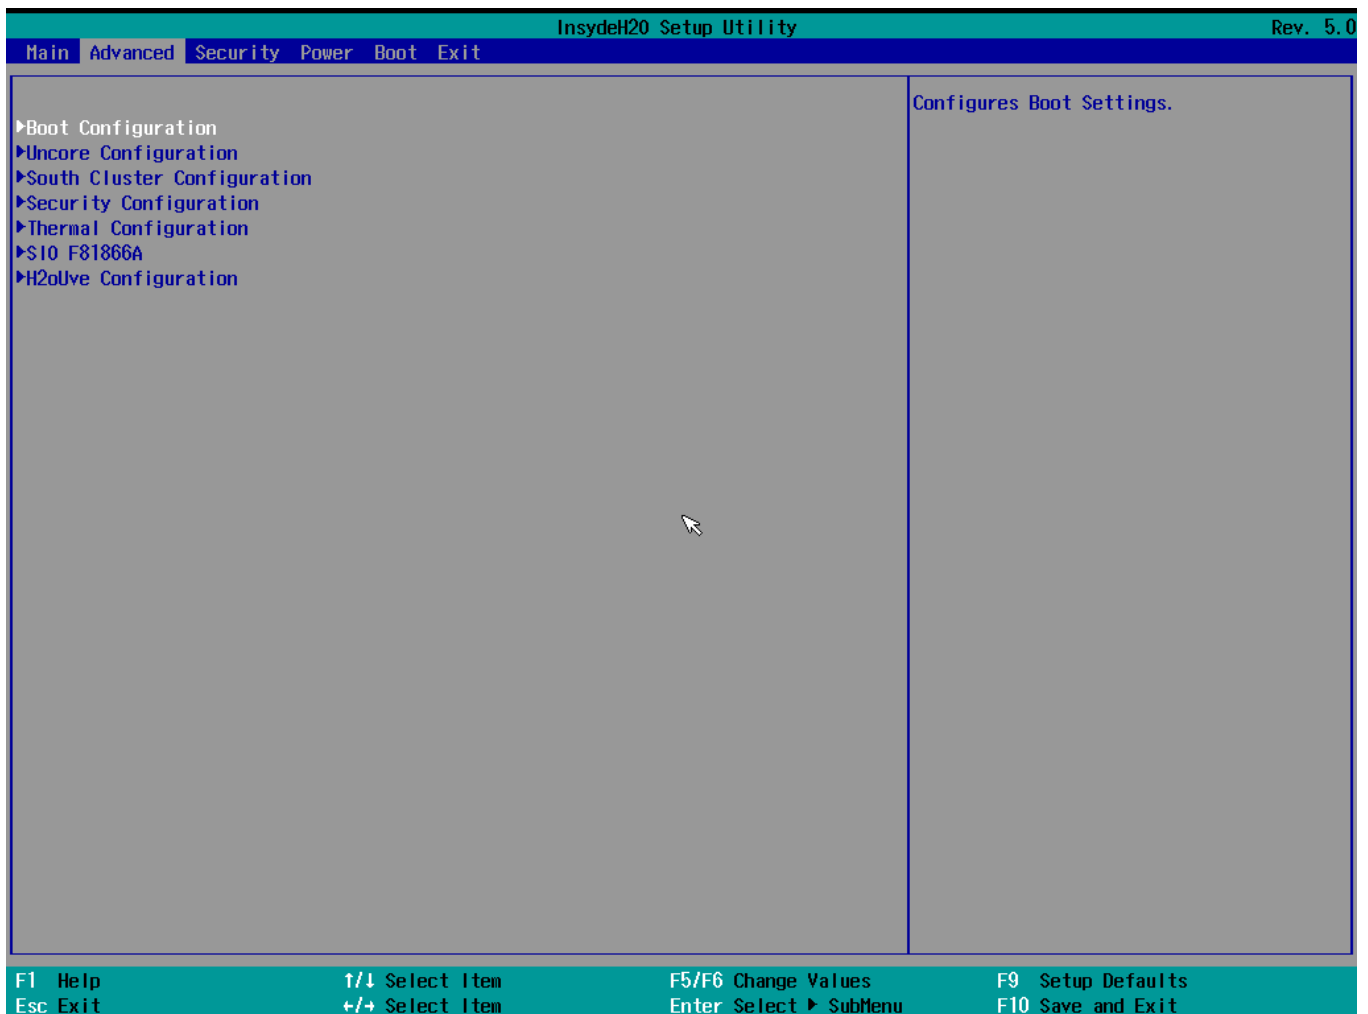 InsydeH20 Setup Utility Rev. 5.0
Main Advanced Security Power Boot Exit
Configures Boot Settings.
▶Boot Configuration
▶Uncore Configuration
▶South Cluster Configuration
▶Security Configuration
▶Thermal Configuration
▶SIO F81866A
▶H2oUve Configuration
F1 Help ↑/↓ Select Item F5/F6 Change Values F9 Setup Defaults
Esc Exit ←/→ Select Item Enter Select ▶ SubMenu F10 Save and Exit